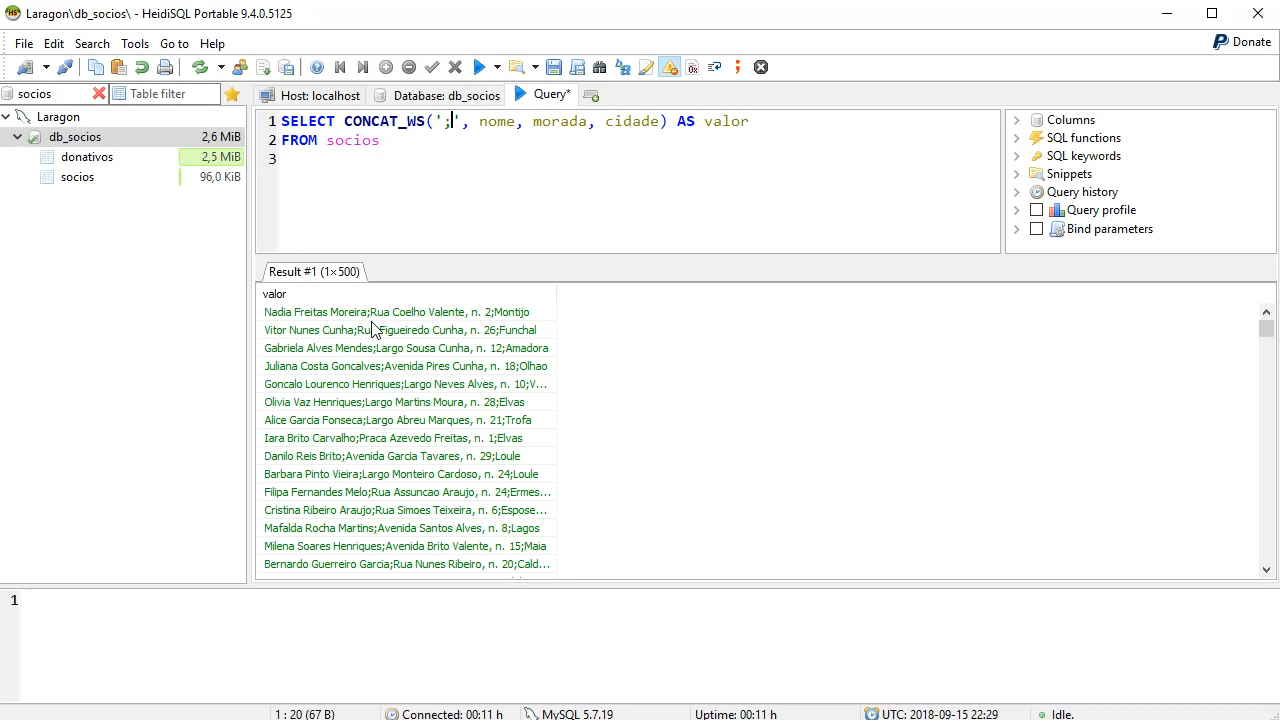 Laragon\db_socios\ - HeidiSQL Portable 9.4.0.5125
File Edit Search Tools Go to Help
Donate
socios Table filter
Host: localhost Database: db_socios Query*
Laragon
db_socios 2,6 MiB
donativos 2,5 MiB
socios 96,0 KiB
1 SELECT CONCAT_WS(';', nome, morada, cidade) AS valor
2 FROM socios
3
Columns
SQL functions
SQL keywords
Snippets
Query history
Query profile
Bind parameters
Result #1 (1×500)
valor
Nadia Freitas Moreira;Rua Coelho Valente, n. 2;Montijo
Vitor Nunes Cunha;Rua Figueiredo Cunha, n. 26;Funchal
Gabriela Alves Mendes;Largo Sousa Cunha, n. 12;Amadora
Juliana Costa Goncalves;Avenida Pires Cunha, n. 18;Olhao
Goncalo Lourenco Henriques;Largo Neves Alves, n. 10;V...
Olivia Vaz Henriques;Largo Martins Moura, n. 28;Elvas
Alice Garcia Fonseca;Largo Abreu Marques, n. 21;Trofa
Iara Brito Carvalho;Praca Azevedo Freitas, n. 1;Elvas
Danilo Reis Brito;Avenida Garcia Tavares, n. 29;Loule
Barbara Pinto Vieira;Largo Monteiro Cardoso, n. 24;Loule
Filipa Fernandes Melo;Rua Assuncao Araujo, n. 24;Ermes...
Cristina Ribeiro Araujo;Rua Simoes Teixeira, n. 6;Espose...
Mafalda Rocha Martins;Avenida Santos Alves, n. 8;Lagos
Milena Soares Henriques;Avenida Brito Valente, n. 15;Maia
Bernardo Guerreiro Garcia;Rua Nunes Ribeiro, n. 20;Cald...
1
1 : 20 (67 B) Connected: 00:11 h MySQL 5.7.19 Uptime: 00:11 h UTC: 2018-09-15 22:29 Idle.